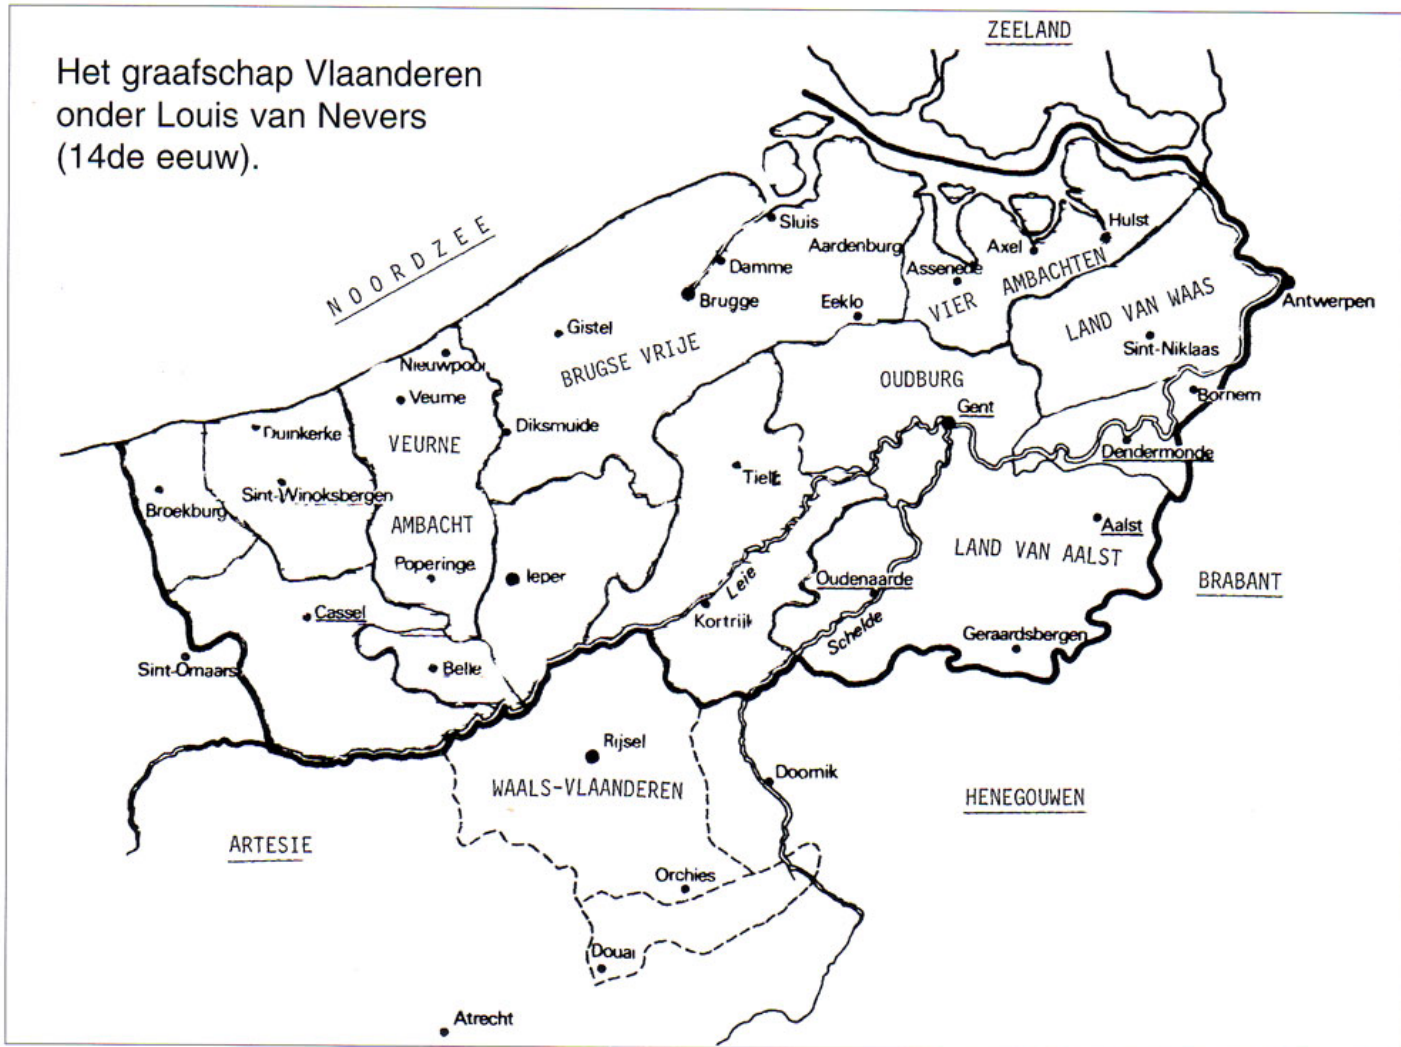 Het graafschap Vlaanderen
onder Louis van Nevers
(14de eeuw).
ZEELAND
NOORDZEE
Sluis
Hulst
Aardenburg
Axel
Damme
Assenede
VIER AMBACHTEN
Brugge
Eeklo
LAND VAN WAAS
Antwerpen
Gistel
Sint-Niklaas
BRUGSE VRIJE
Nieuwpoor
OUDBURG
Veurne
Gent
Bornem
Duinkerke
VEURNE
Diksmuide
Dendermonde
Tielt
Sint-Winoksbergen
Broekburg
AMBACHT
Aalst
LAND VAN AALST
Poperinge
Ieper
Leie
Oudenaarde
BRABANT
Cassel
Kortrijk
Schelde
Geraardsbergen
Sint-Omaars
Belle
Rijsel
Doornik
WAALS-VLAANDEREN
HENEGOUWEN
ARTESIE
Orchies
Douai
Atrecht